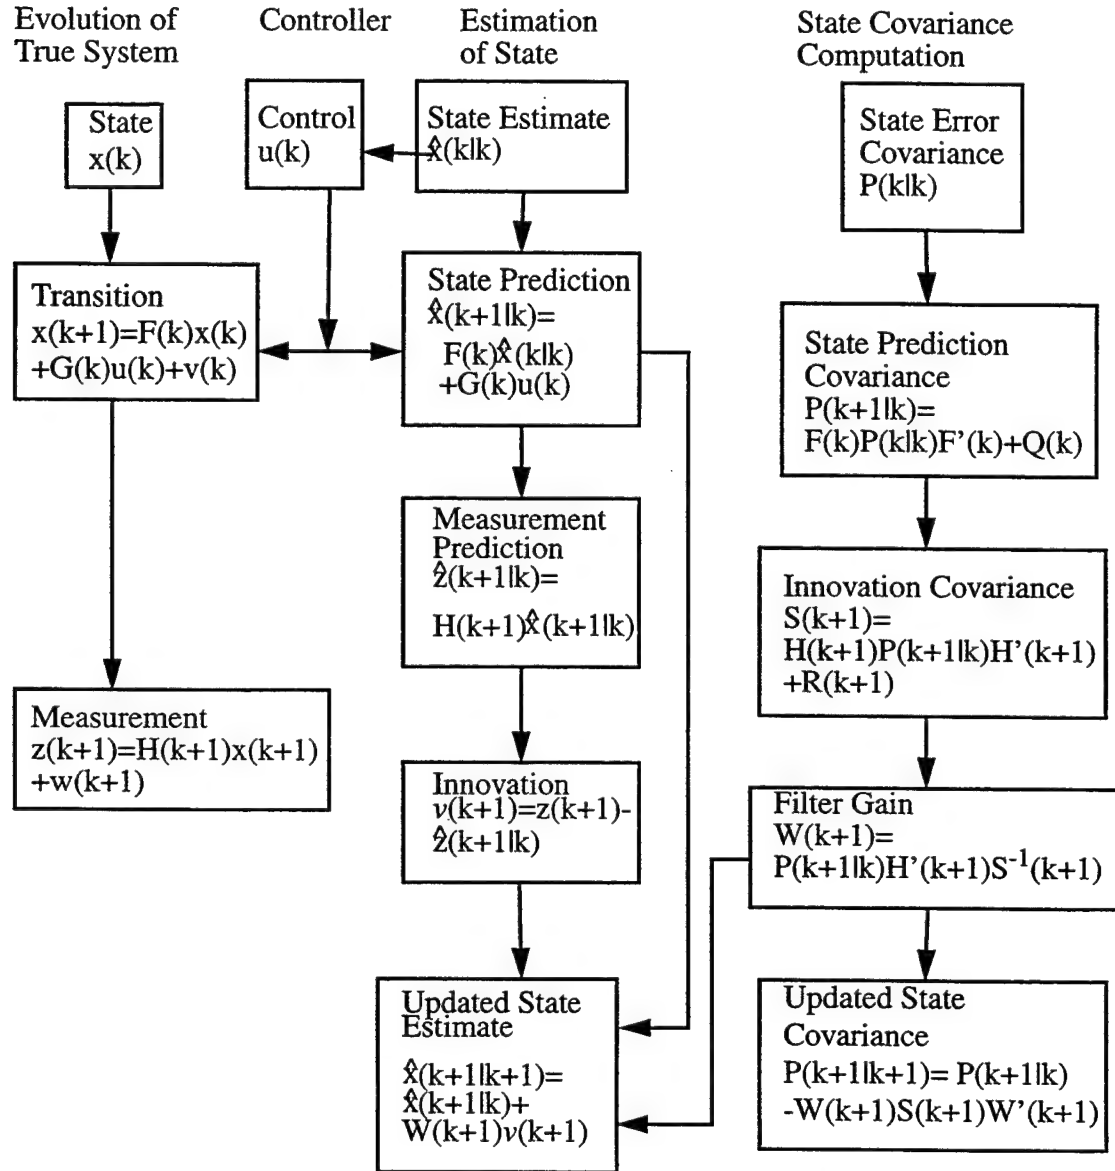 Evolution of
True System
Controller
Estimation
of State
State Covariance
Computation
State
x(k)
Control
u(k)
State Estimate
x̂(k|k)
State Error
Covariance
P(k|k)
Transition
x(k+1)=F(k)x(k)
+G(k)u(k)+v(k)
State Prediction
x̂(k+1|k)=
F(k)x̂(k|k)
+G(k)u(k)
State Prediction
Covariance
P(k+1|k)=
F(k)P(k|k)F'(k)+Q(k)
Measurement
Prediction
ẑ(k+1|k)=
H(k+1)x̂(k+1|k)
Innovation Covariance
S(k+1)=
H(k+1)P(k+1|k)H'(k+1)
+R(k+1)
Measurement
z(k+1)=H(k+1)x(k+1)
+w(k+1)
Innovation
ν(k+1)=z(k+1)-
ẑ(k+1|k)
Filter Gain
W(k+1)=
P(k+1|k)H'(k+1)S⁻¹(k+1)
Updated State
Estimate
x̂(k+1|k+1)=
x̂(k+1|k)+
W(k+1)ν(k+1)
Updated State
Covariance
P(k+1|k+1)= P(k+1|k)
-W(k+1)S(k+1)W'(k+1)